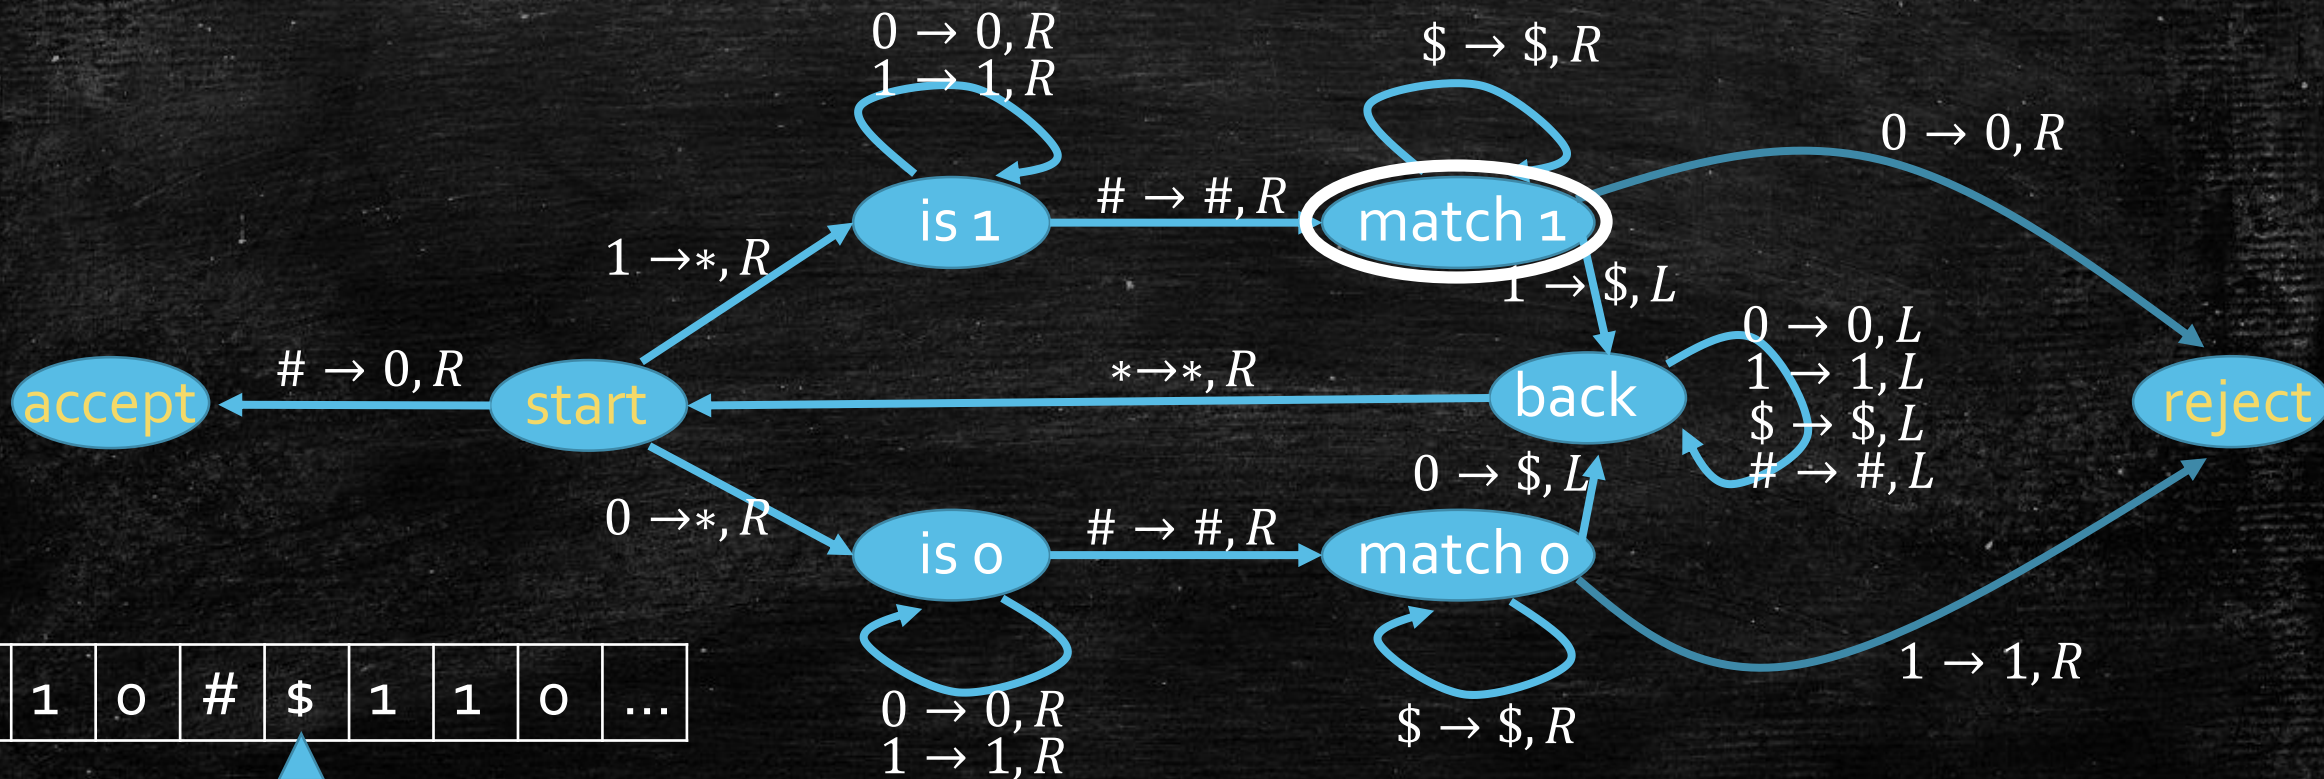 0 → 0, R
1 → 1, R
$ → $, R
0 → 0, R
# → #, R
is 1
match 1
1 →*, R
1 → $, L
0 → 0, L
1 → 1, L
$ → $, L
# → #, L
# → 0, R
*→*, R
accept
start
back
reject
0 → $, L
0 →*, R
# → #, R
is 0
match 0
1 → 1, R
1 0 # $ 1 1 0 ...
0 → 0, R
1 → 1, R
$ → $, R